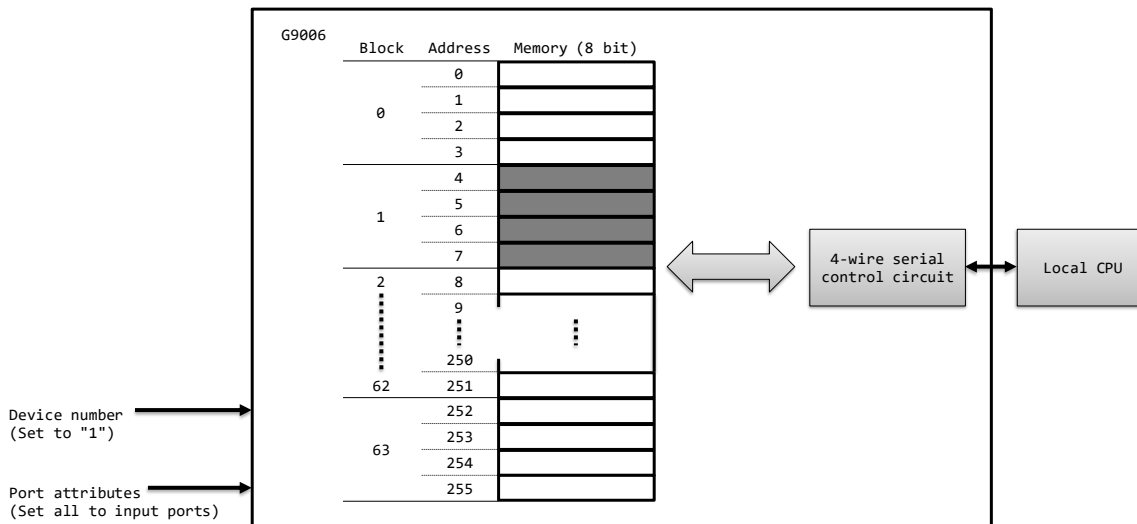 G9006
Block Address Memory (8 bit)
0
1
0
2
3
4
5
1
6
7
2 8
9
250
62 251
252
253
63
254
255
4-wire serial
control circuit
Local CPU
Device number
(Set to "1")
Port attributes
(Set all to input ports)